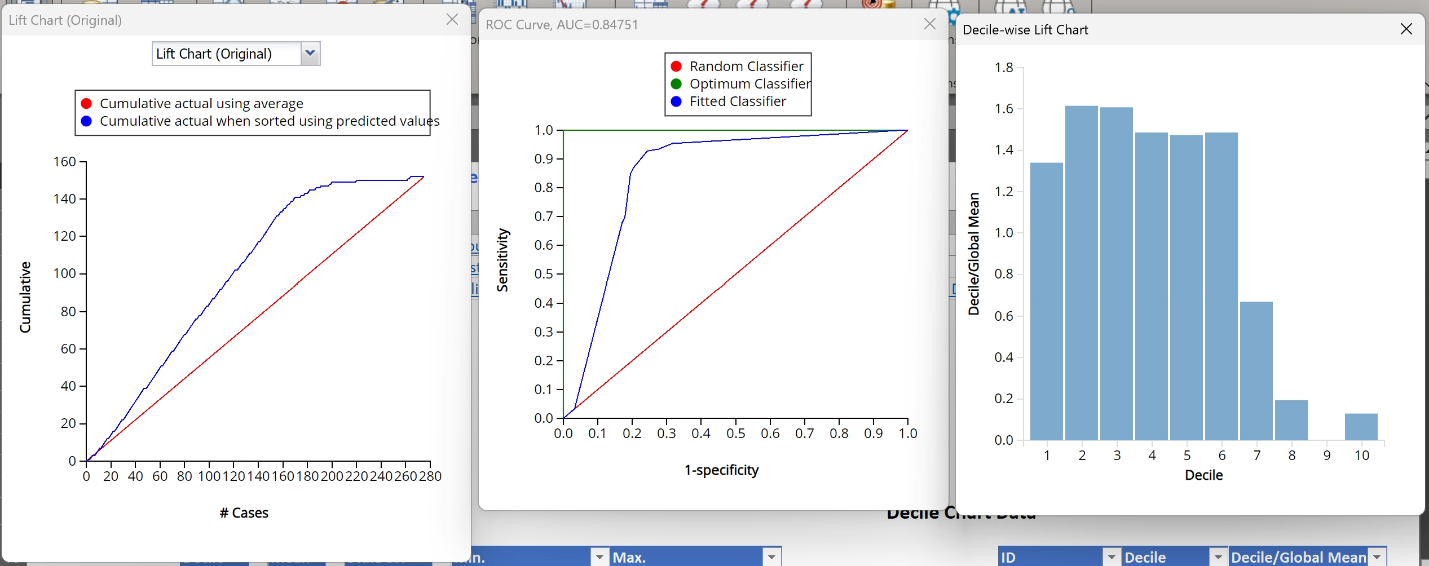 Lift Chart (Original)
Lift Chart (Original)
Cumulative actual using average
Cumulative actual when sorted using predicted values
160
140
120
100
80
60
40
20
0
Cumulative
0 20 40 60 80 100 120 140 160 180 200 220 240 260 280
# Cases
ROC Curve, AUC=0.84751
Random Classifier
Optimum Classifier
Fitted Classifier
1.0
0.9
0.8
0.7
0.6
0.5
0.4
0.3
0.2
0.1
0.0
Sensitivity
0.0 0.1 0.2 0.3 0.4 0.5 0.6 0.7 0.8 0.9 1.0
1-specificity
Decile-wise Lift Chart
1.8
1.6
1.4
1.2
1.0
0.8
0.6
0.4
0.2
0.0
Decile/Global Mean
1 2 3 4 5 6 7 8 9 10
Decile
Decile Chart Data
Max.
ID Decile Decile/Global Mean